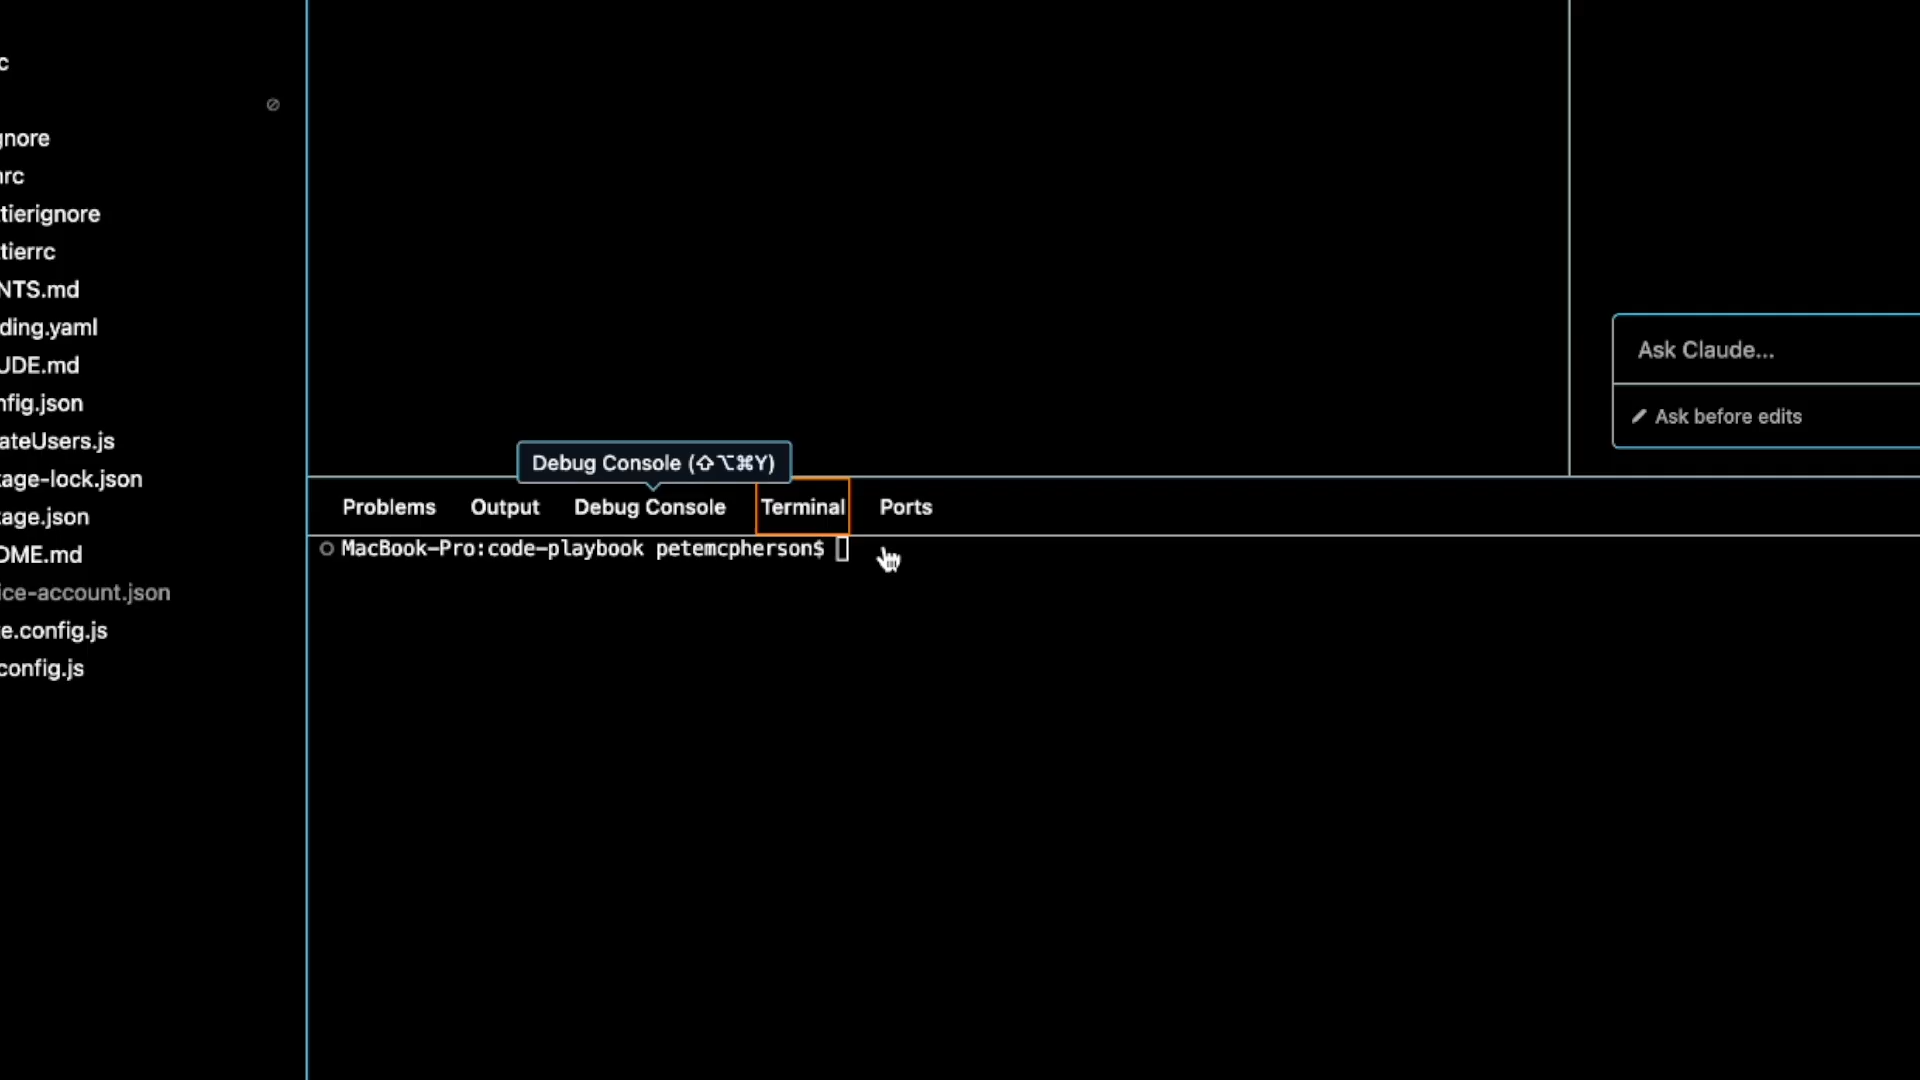 c
gnore
rc
tierignore
tierrc
NTS.md
ding.yaml
UDE.md
nfig.json
ateUsers.js
age-lock.json
age.json
OME.md
ice-account.json
e.config.js
config.js
Ask Claude...
Ask before edits
Debug Console (⇧⌥⌘Y)
Problems Output Debug Console Terminal Ports
MacBook-Pro:code-playbook petemcpherson$